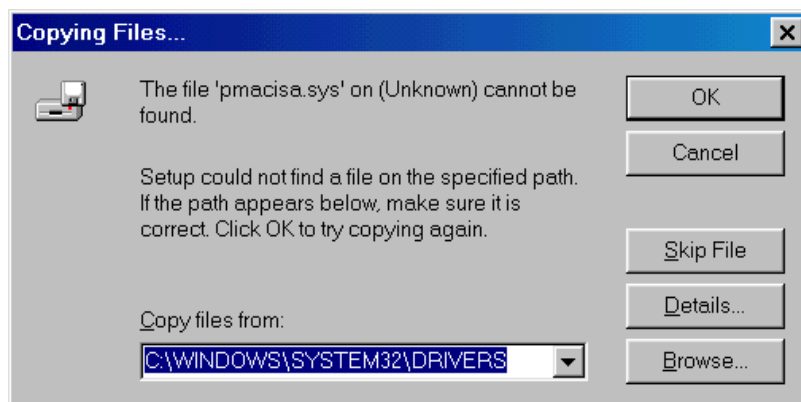 Copying Files...
The file 'pmacisa.sys' on (Unknown) cannot be
found.
Setup could not find a file on the specified path.
If the path appears below, make sure it is
correct. Click OK to try copying again.
Copy files from:
C:\WINDOWS\SYSTEM32\DRIVERS
OK
Cancel
Skip File
Details...
Browse...